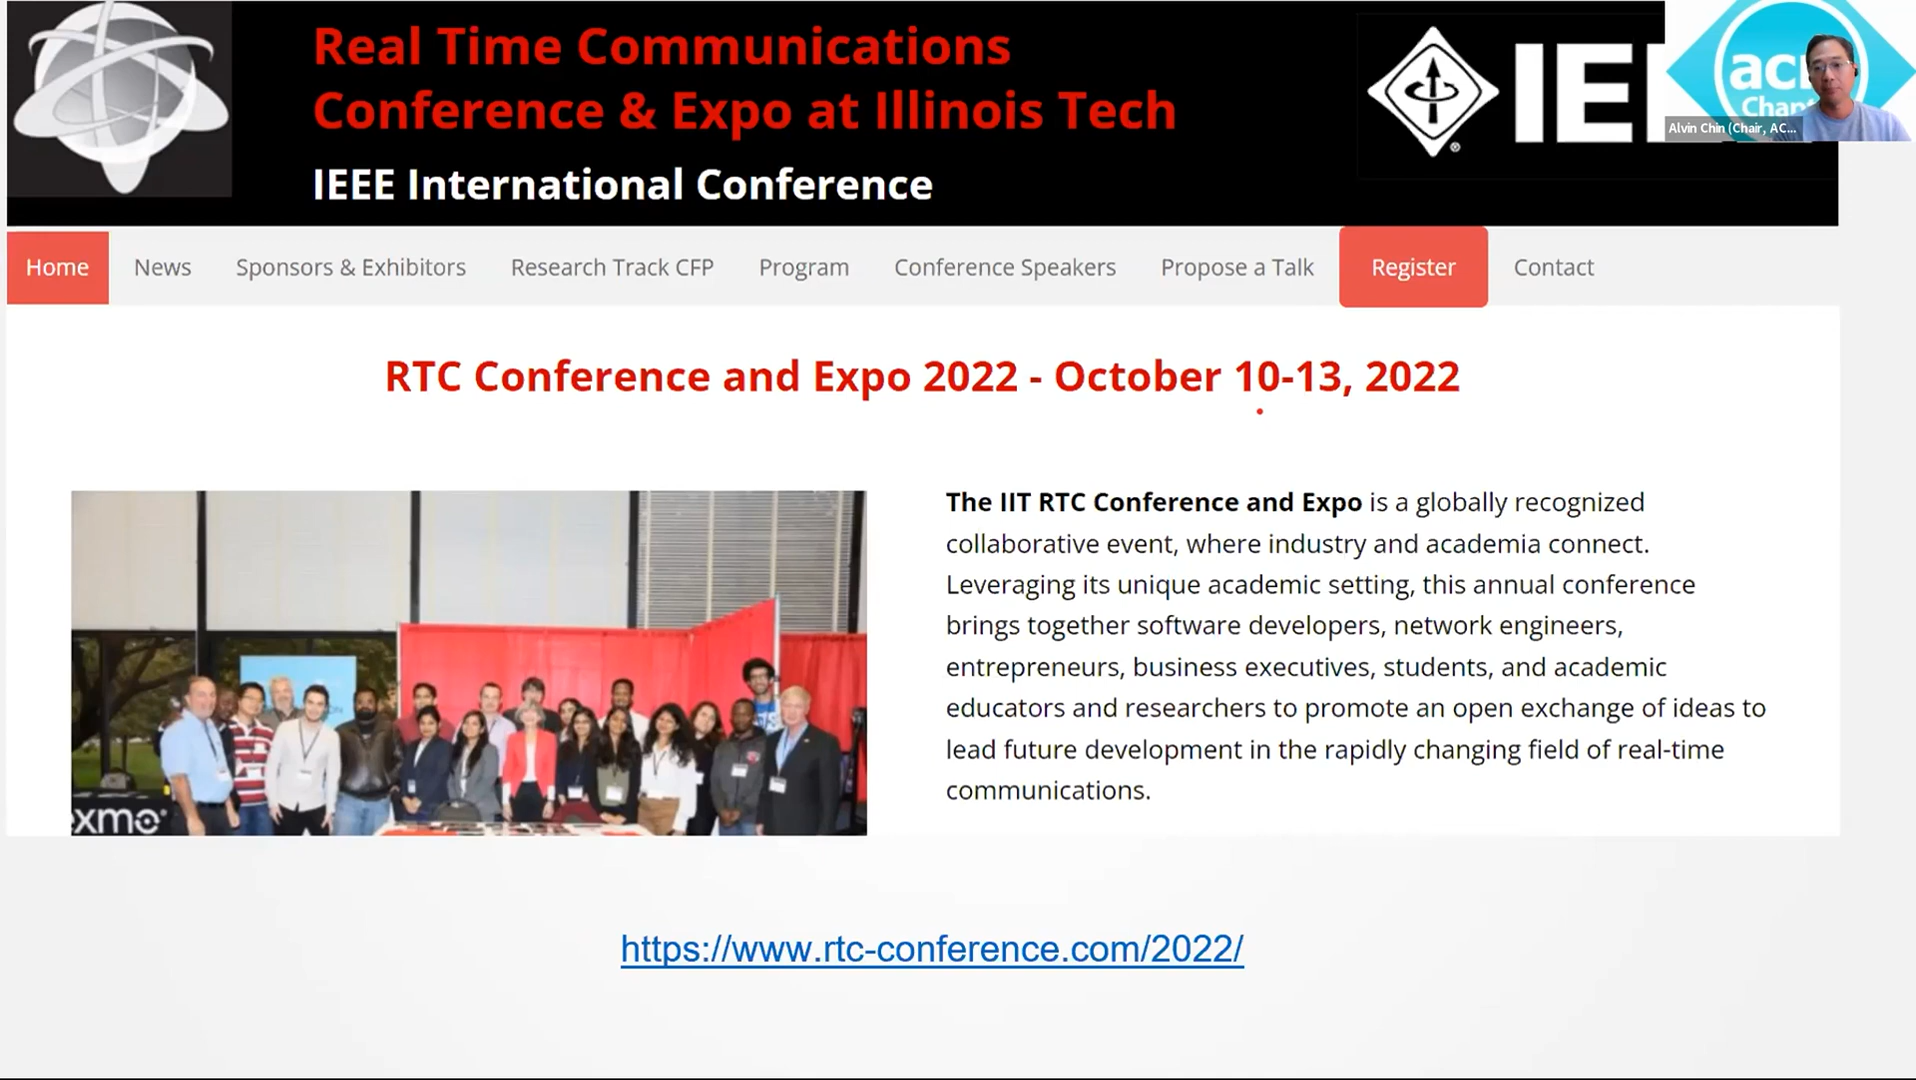 Real Time Communications
Conference & Expo at Illinois Tech
IEEE International Conference
Alvin Chin (Chair, AC...
Home News Sponsors & Exhibitors Research Track CFP Program Conference Speakers Propose a Talk Register Contact
RTC Conference and Expo 2022 - October 10-13, 2022
The IIT RTC Conference and Expo is a globally recognized
collaborative event, where industry and academia connect.
Leveraging its unique academic setting, this annual conference
brings together software developers, network engineers,
entrepreneurs, business executives, students, and academic
educators and researchers to promote an open exchange of ideas to
lead future development in the rapidly changing field of real-time
communications.
https://www.rtc-conference.com/2022/